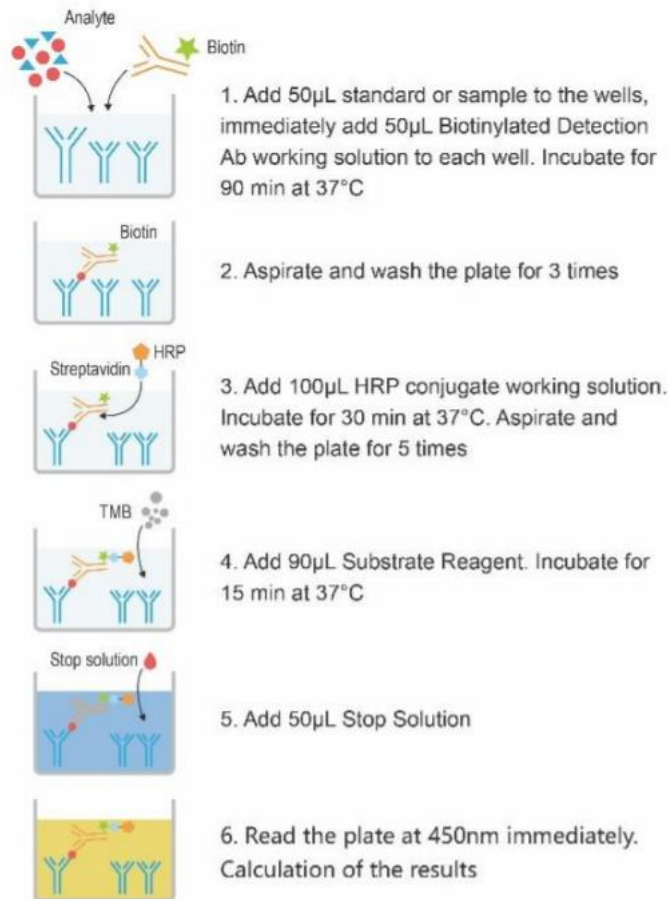 Analyte
Biotin
1. Add 50μL standard or sample to the wells,
immediately add 50μL Biotinylated Detection
Ab working solution to each well. Incubate for
90 min at 37°C
Biotin
2. Aspirate and wash the plate for 3 times
HRP
Streptavidin
3. Add 100μL HRP conjugate working solution.
Incubate for 30 min at 37°C. Aspirate and
wash the plate for 5 times
TMB
4. Add 90μL Substrate Reagent. Incubate for
15 min at 37°C
Stop solution
5. Add 50μL Stop Solution
6. Read the plate at 450nm immediately.
Calculation of the results